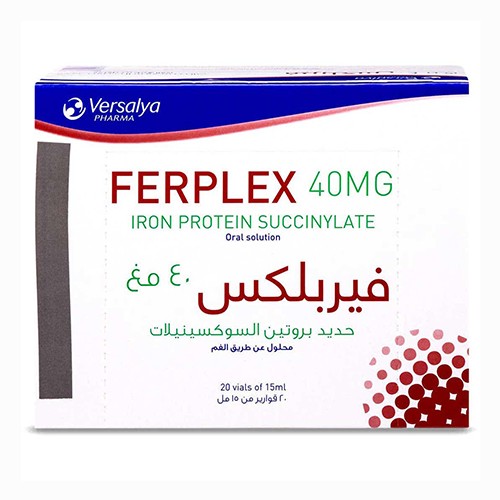 Versalya
PHARMA
FERPLEX 40MG
IRON PROTEIN SUCCINYLATE
Oral solution
فيربلكس ٤٠ مغ
حديد بروتين السوكسينيلات
محلول عن طريق الفم
20 vials of 15ml
٢٠ قوارير من ١٥ مل